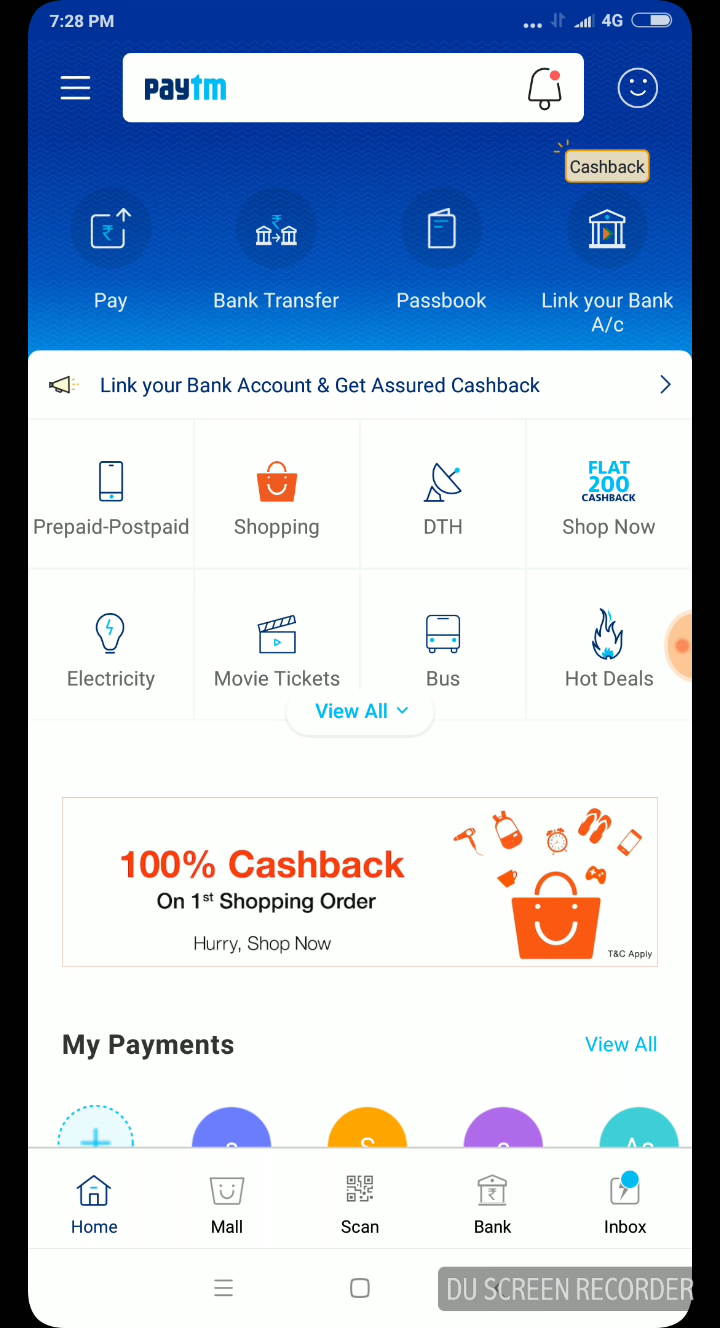 7:28 PM
4G
paytm
Cashback
Pay
Bank Transfer
Passbook
Link your Bank
A/c
Link your Bank Account & Get Assured Cashback
Prepaid-Postpaid
Shopping
DTH
FLAT
200
CASHBACK
Shop Now
Electricity
Movie Tickets
Bus
Hot Deals
View All
100% Cashback
On 1st Shopping Order
Hurry, Shop Now
T&C Apply
My Payments
View All
Home
Mall
Scan
Bank
Inbox
DU SCREEN RECORDER